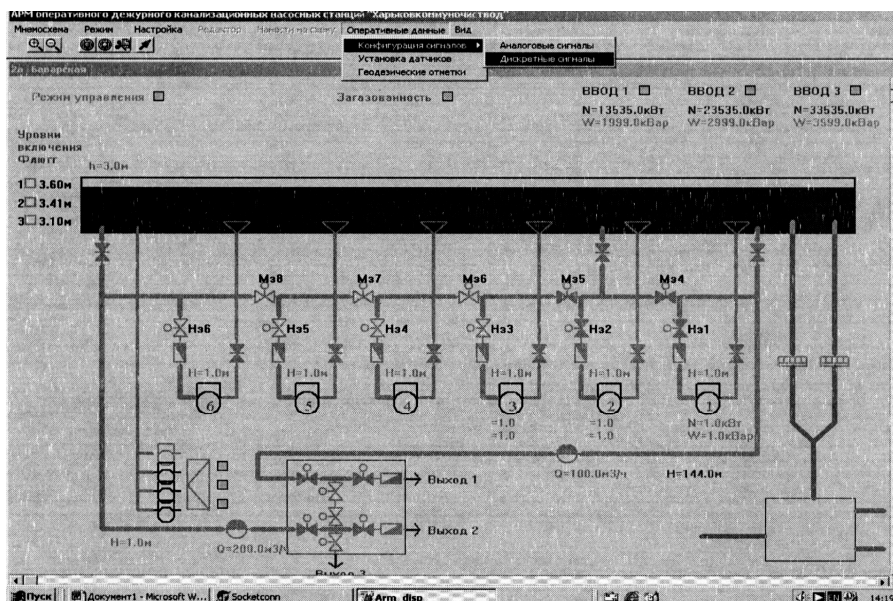 АРМ оперативного дежурного канализационных насосных станций "Харьковкоммуночиствод"
Мнемосхема Режим Настройка Редактор Нанести на схему Оперативные данные Вид
Конфигурация сигналов Аналоговые сигналы
Установка датчиков Дискретные сигналы
Геодезические отметки
2а Баварская
Режим управления Загазованность ВВОД 1 ВВОД 2 ВВОД 3
N=13535.0кВт N=23535.0кВт N=33535.0кВт
W=1999.0кВар W=2999.0кВар W=3599.0кВар
Уровни
включения
h=3.0м
1 3.60м
2 3.41м
3 3.10м
Мз8 Мз7 Мз6 Мз5 Мз4
Нз6 Нз5 Нз4 Нз3 Нз2 Нз1
H=1.0м H=1.0м H=1.0м H=1.0м H=1.0м H=1.0м
6 5 4 3 2 1
=1.0 =1.0 N=1.0кВт
=1.0 =1.0 W=1.0кВар
Q=100.0м3/ч H=144.0м
Выход 1
Выход 2
H=1.0м Q=200.0м3/ч
Выход 3
Пуск Документ1 - Microsoft W... Socketconn Arm_disp